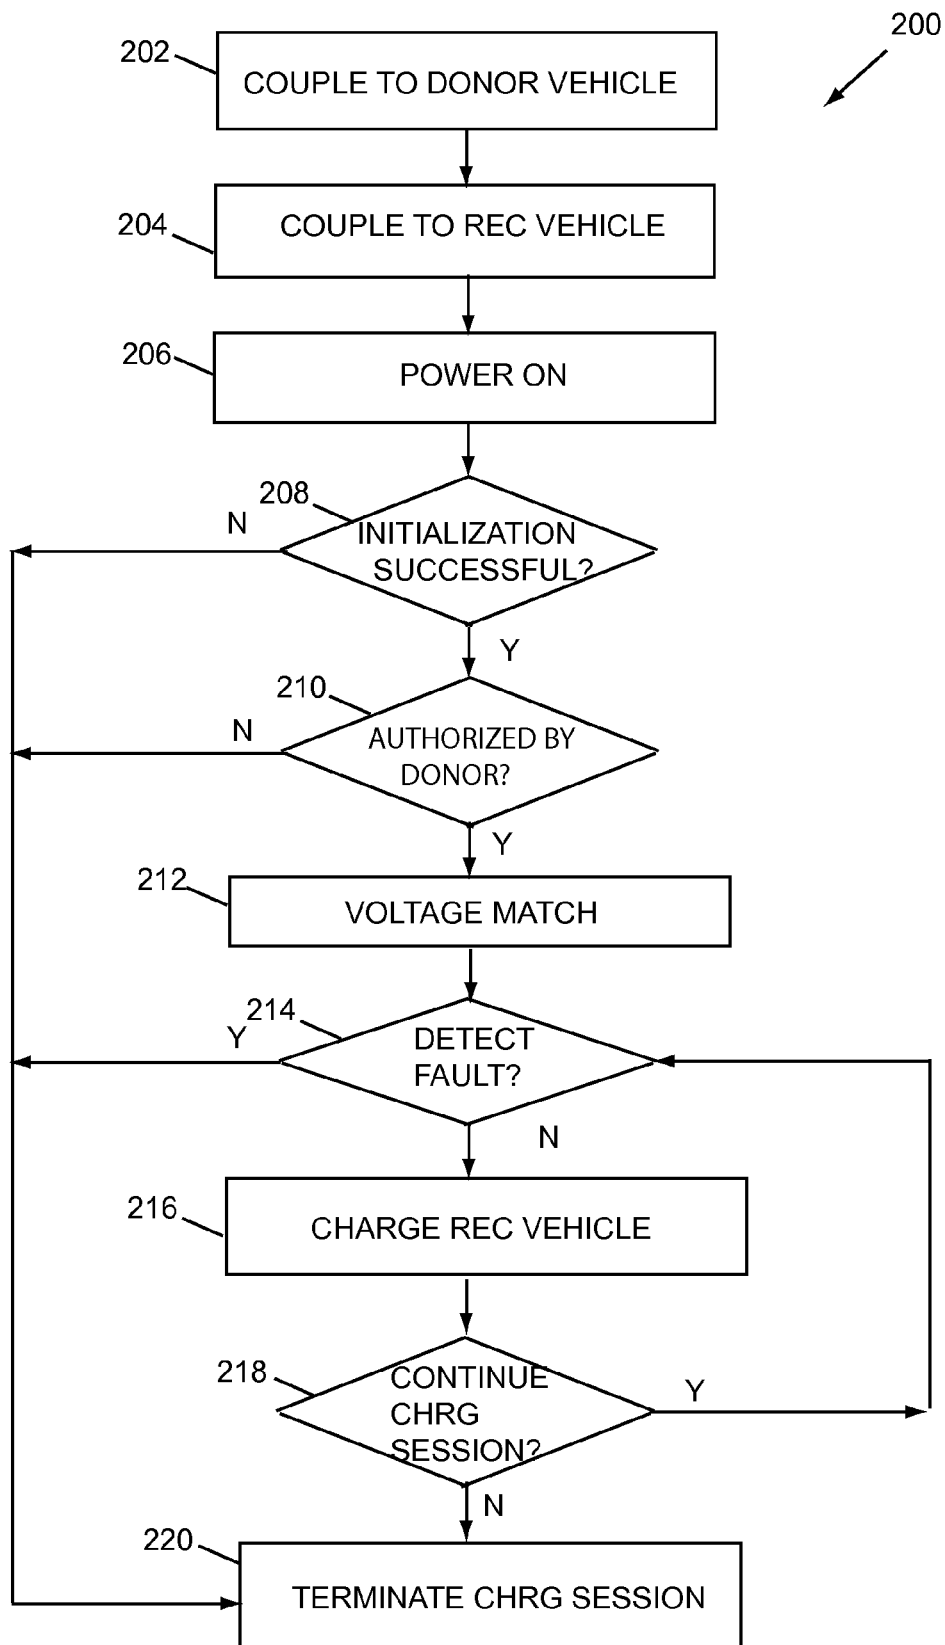 200
202
COUPLE TO DONOR VEHICLE
204
COUPLE TO REC VEHICLE
206
POWER ON
208
N
INITIALIZATION
SUCCESSFUL?
Y
210
N
AUTHORIZED BY
DONOR?
Y
212
VOLTAGE MATCH
214
Y
DETECT
FAULT?
N
216
CHARGE REC VEHICLE
218
CONTINUE
CHRG
SESSION?
Y
N
220
TERMINATE CHRG SESSION